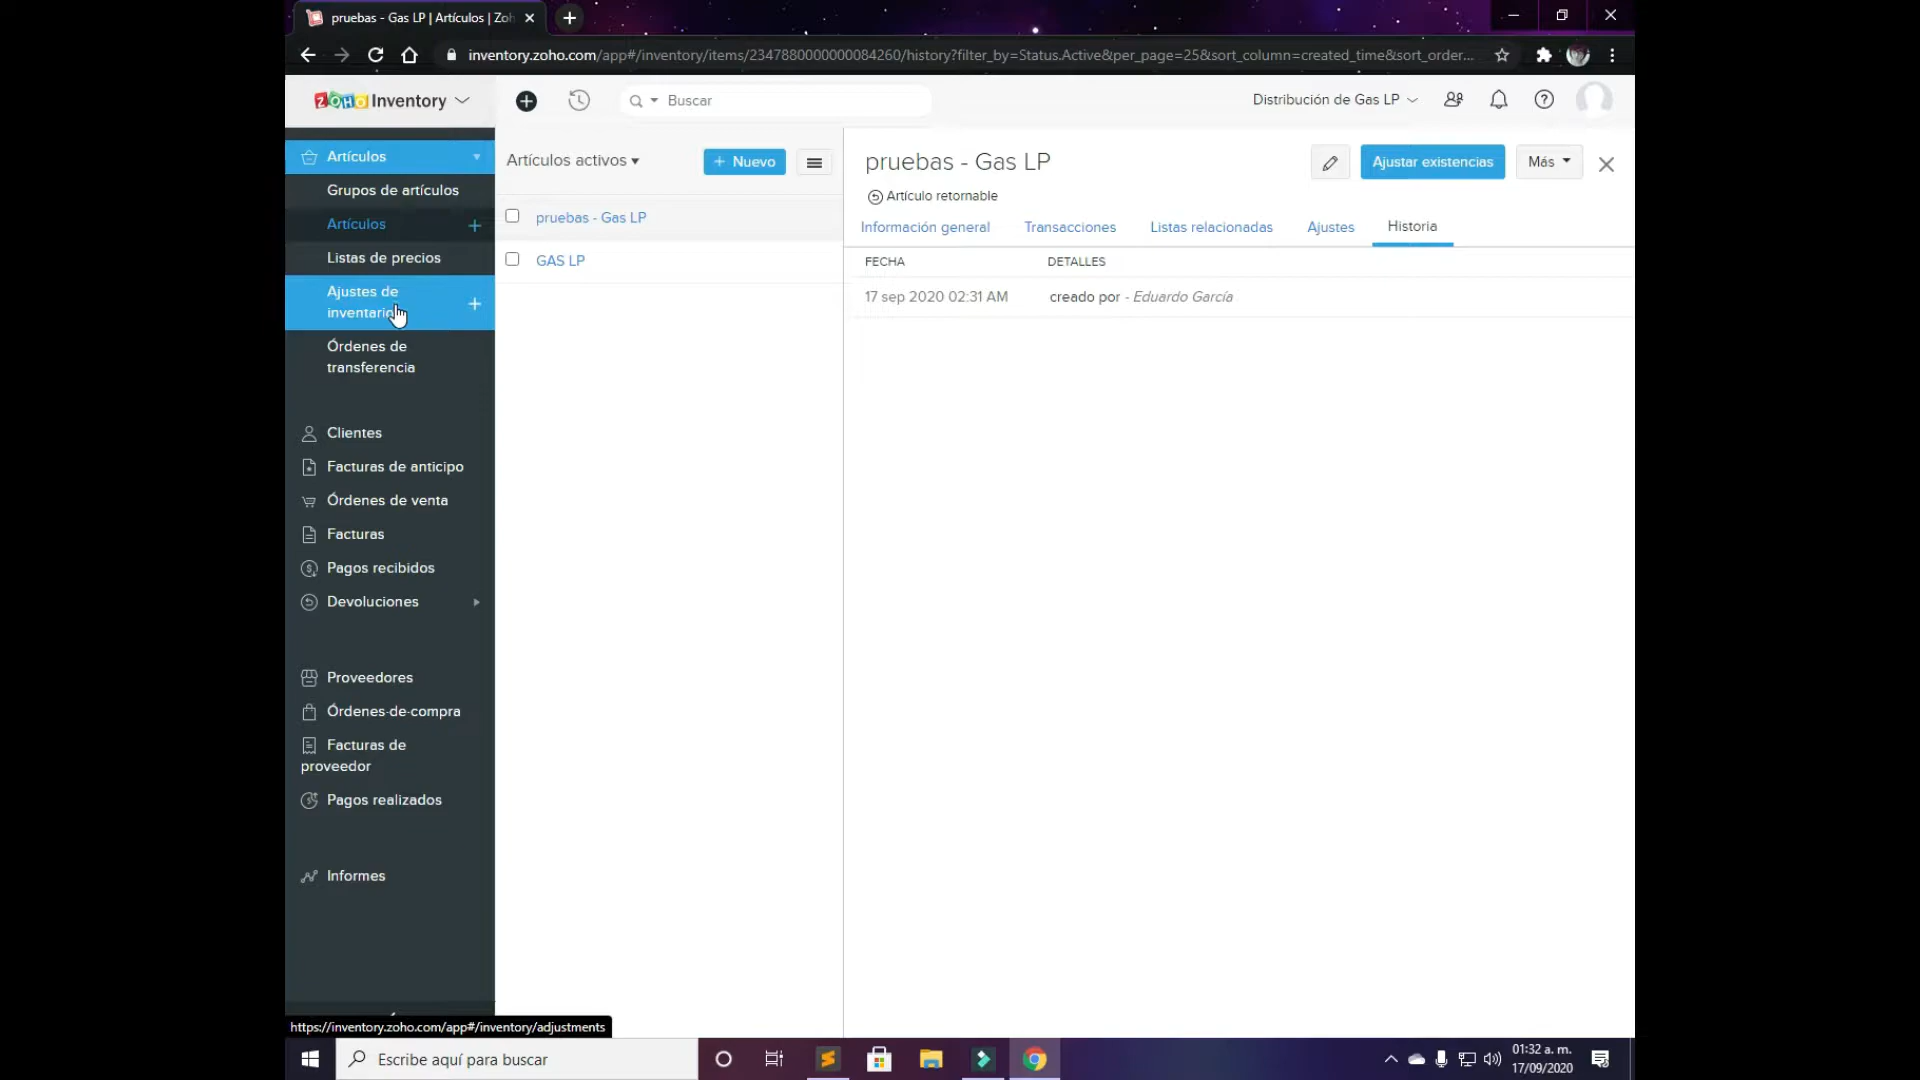 pruebas - Gas LP | Artículos | Zoh
inventory.zoho.com/app#/inventory/items/2347880000000084260/history?filter_by=Status.Active&per_page=25&sort_column=created_time&sort_order...
ZOHO Inventory
Buscar
Distribución de Gas LP
Artículos
Grupos de artículos
Artículos
Listas de precios
Ajustes de
inventario
Órdenes de
transferencia
Clientes
Facturas de anticipo
Órdenes de venta
Facturas
Pagos recibidos
Devoluciones
Proveedores
Órdenes-de-compra
Facturas de
proveedor
Pagos realizados
Informes
Artículos activos
+ Nuevo
pruebas - Gas LP
GAS LP
pruebas - Gas LP
Ajustar existencias
Más
Artículo retornable
Información general
Transacciones
Listas relacionadas
Ajustes
Historia
FECHA
DETALLES
17 sep 2020 02:31 AM
creado por - Eduardo García
https://inventory.zoho.com/app#/inventory/adjustments
Escribe aquí para buscar
01:32 a. m.
17/09/2020